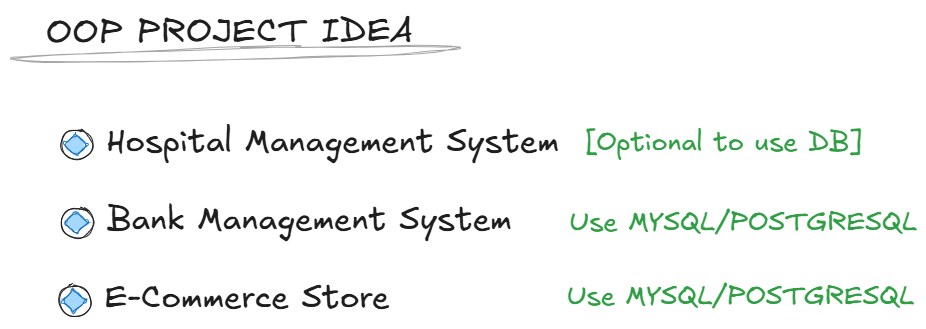 OOP PROJECT IDEA
Hospital Management System [Optional to use DB]
Bank Management System Use MYSQL/POSTGRESQL
E-Commerce Store Use MYSQL/POSTGRESQL